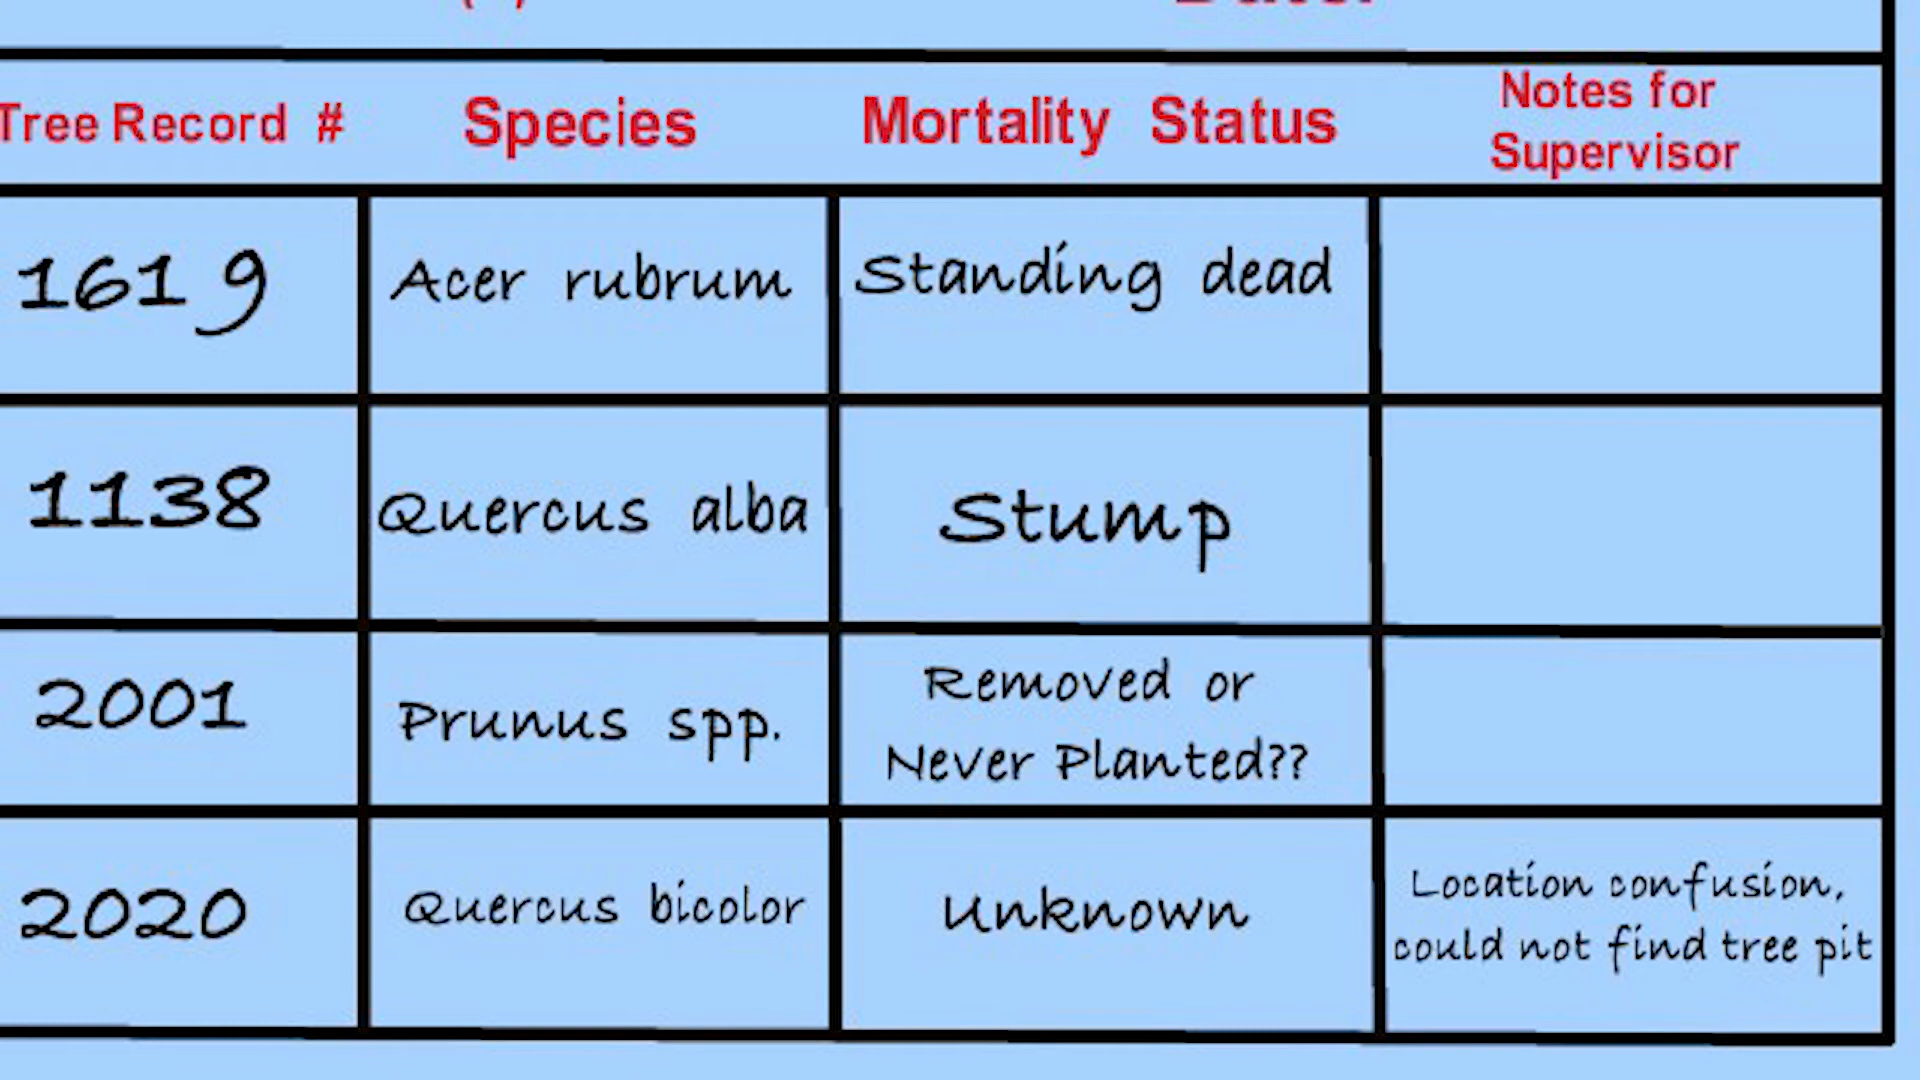 Tree Record # Species Mortality Status Notes for
Supervisor
1619 Acer rubrum Standing dead
1138 Quercus alba Stump
2001 Prunus spp. Removed or
Never Planted??
2020 Quercus bicolor Unknown Location confusion,
could not find tree pit